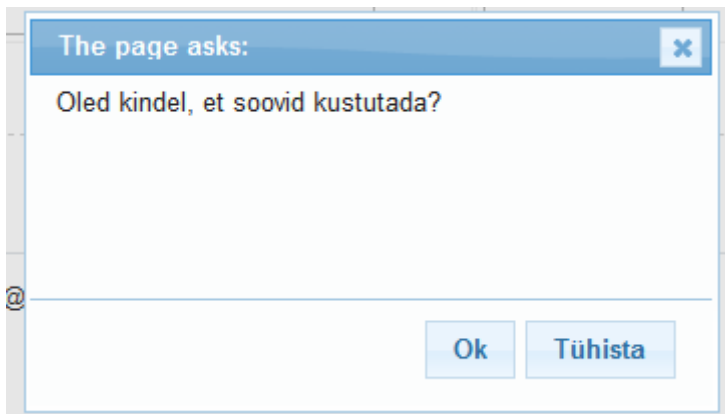 The page asks:
Oled kindel, et soovid kustutada?
@
Ok Tühista